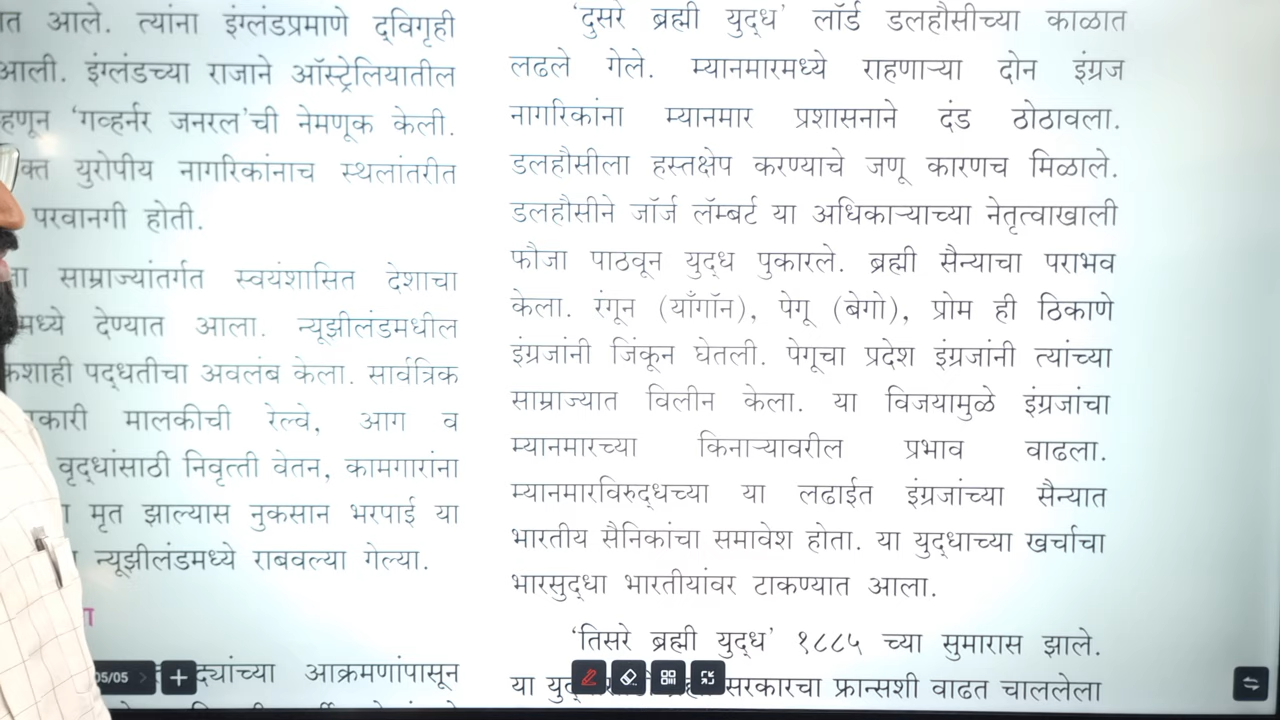 आले. त्यांना इंग्लंडप्रमाणे द्विगृही
आली. इंग्लंडच्या राजाने ऑस्ट्रेलियातील
'गव्हर्नर जनरल'ची नेमणूक केली.
युरोपीय नागरिकांनाच स्थलांतरीत
परवानगी होती.
साम्राज्यांतर्गत स्वयंशासित देशाचा
मध्ये देण्यात आला. न्यूझीलंडमधील
पद्धतीचा अवलंब केला. सार्वत्रिक
मालकीची रेल्वे, आग व
वृद्धांसाठी निवृत्ती वेतन, कामगारांना
मृत झाल्यास नुकसान भरपाई या
न्यूझीलंडमध्ये राबवल्या गेल्या.
आक्रमणांपासून
'दुसरे ब्रह्मी युद्ध' लॉर्ड डलहौसीच्या काळात
लढले गेले. म्यानमारमध्ये राहणाऱ्या दोन इंग्रज
नागरिकांना म्यानमार प्रशासनाने दंड ठोठावला.
डलहौसीला हस्तक्षेप करण्याचे जणू कारणच मिळाले.
डलहौसीने जॉर्ज लॅम्बर्ट या अधिकाऱ्याच्या नेतृत्वाखाली
फौजा पाठवून युद्ध पुकारले. ब्रह्मी सैन्याचा पराभव
केला. रंगून (याँगॉन), पेगू (बेगो), प्रोम ही ठिकाणे
इंग्रजांनी जिंकून घेतली. पेगूचा प्रदेश इंग्रजांनी त्यांच्या
साम्राज्यात विलीन केला. या विजयामुळे इंग्रजांचा
म्यानमारच्या किनाऱ्यावरील प्रभाव वाढला.
म्यानमारविरुद्धच्या या लढाईत इंग्रजांच्या सैन्यात
भारतीय सैनिकांचा समावेश होता. या युद्धाच्या खर्चाचा
भारसुद्धा भारतीयांवर टाकण्यात आला.
'तिसरे ब्रह्मी युद्ध' १८८५ च्या सुमारास झाले.
या सरकारचा फ्रान्सशी वाढत चाललेला
05/05